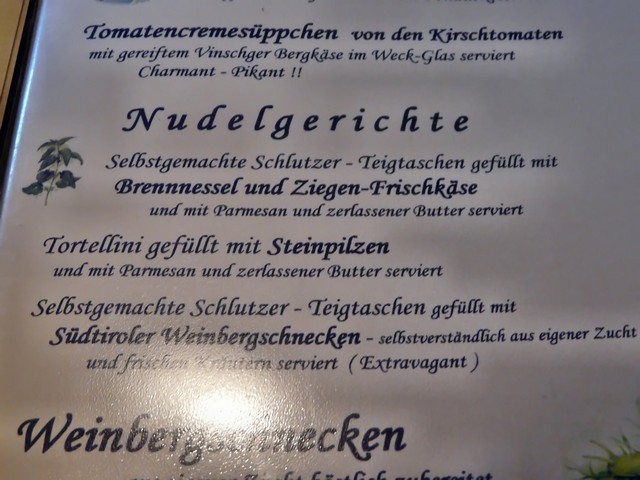 Tomatencremesüppchen von den Kirschtomaten
mit gereiftem Vinschger Bergkäse im Weck-Glas serviert
Charmant - Pikant !!
Nudelgerichte
Selbstgemachte Schlutzer - Teigtaschen gefüllt mit
Brennnessel und Ziegen-Frischkäse
und mit Parmesan und zerlassener Butter serviert
Tortellini gefüllt mit Steinpilzen
und mit Parmesan und zerlassener Butter serviert
Selbstgemachte Schlutzer - Teigtaschen gefüllt mit
Südtiroler Weinbergschnecken - selbstverständlich aus eigener Zucht
und frischen Kräutern serviert ( Extravagant )
Weinbergschnecken